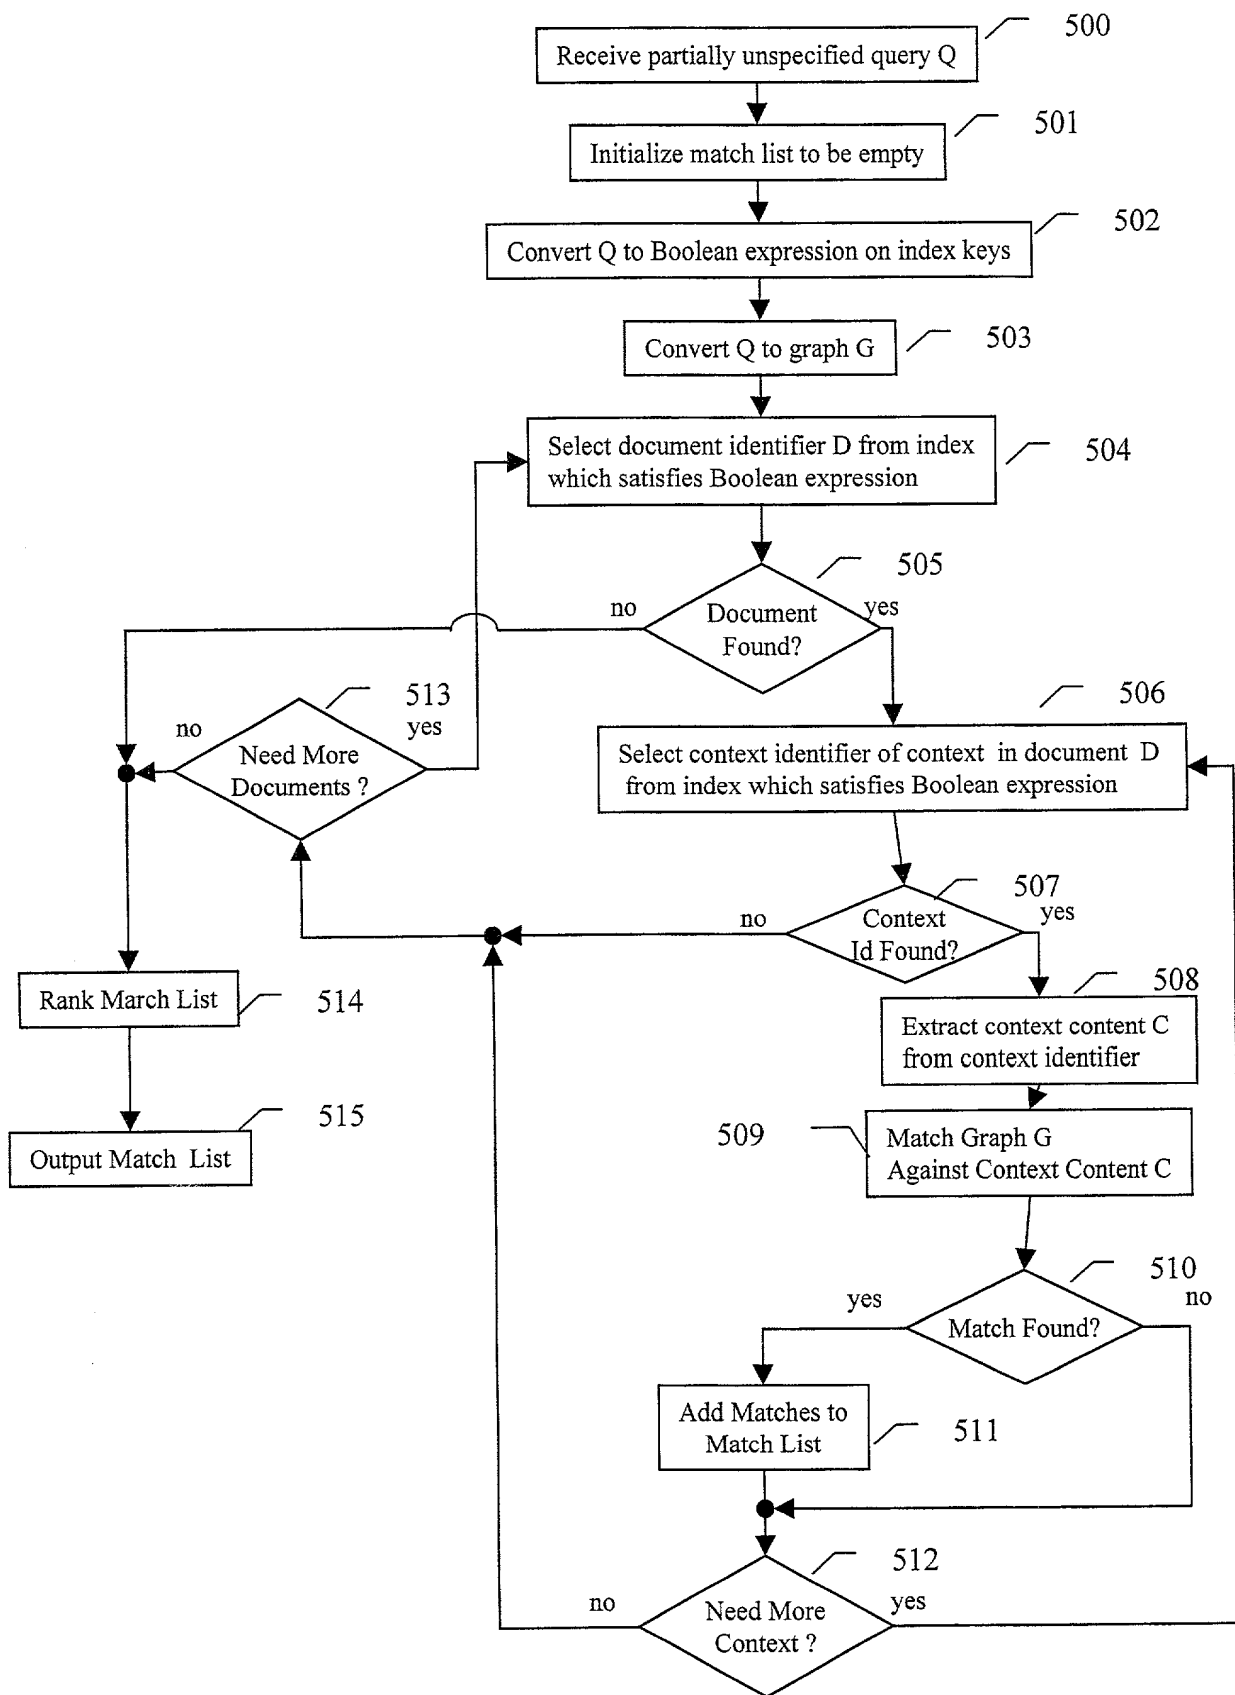 Receive partially unspecified query Q
500
Initialize match list to be empty
501
Convert Q to Boolean expression on index keys
502
Convert Q to graph G
503
Select document identifier D from index
which satisfies Boolean expression
504
505
Document
Found?
no
yes
513
Need More
Documents ?
no
yes
506
Select context identifier of context in document D
from index which satisfies Boolean expression
507
Context
Id Found?
no
yes
508
Extract context content C
from context identifier
Rank March List
514
Output Match List
515
509
Match Graph G
Against Context Content C
510
Match Found?
yes
no
Add Matches to
Match List
511
512
Need More
Context ?
no
yes